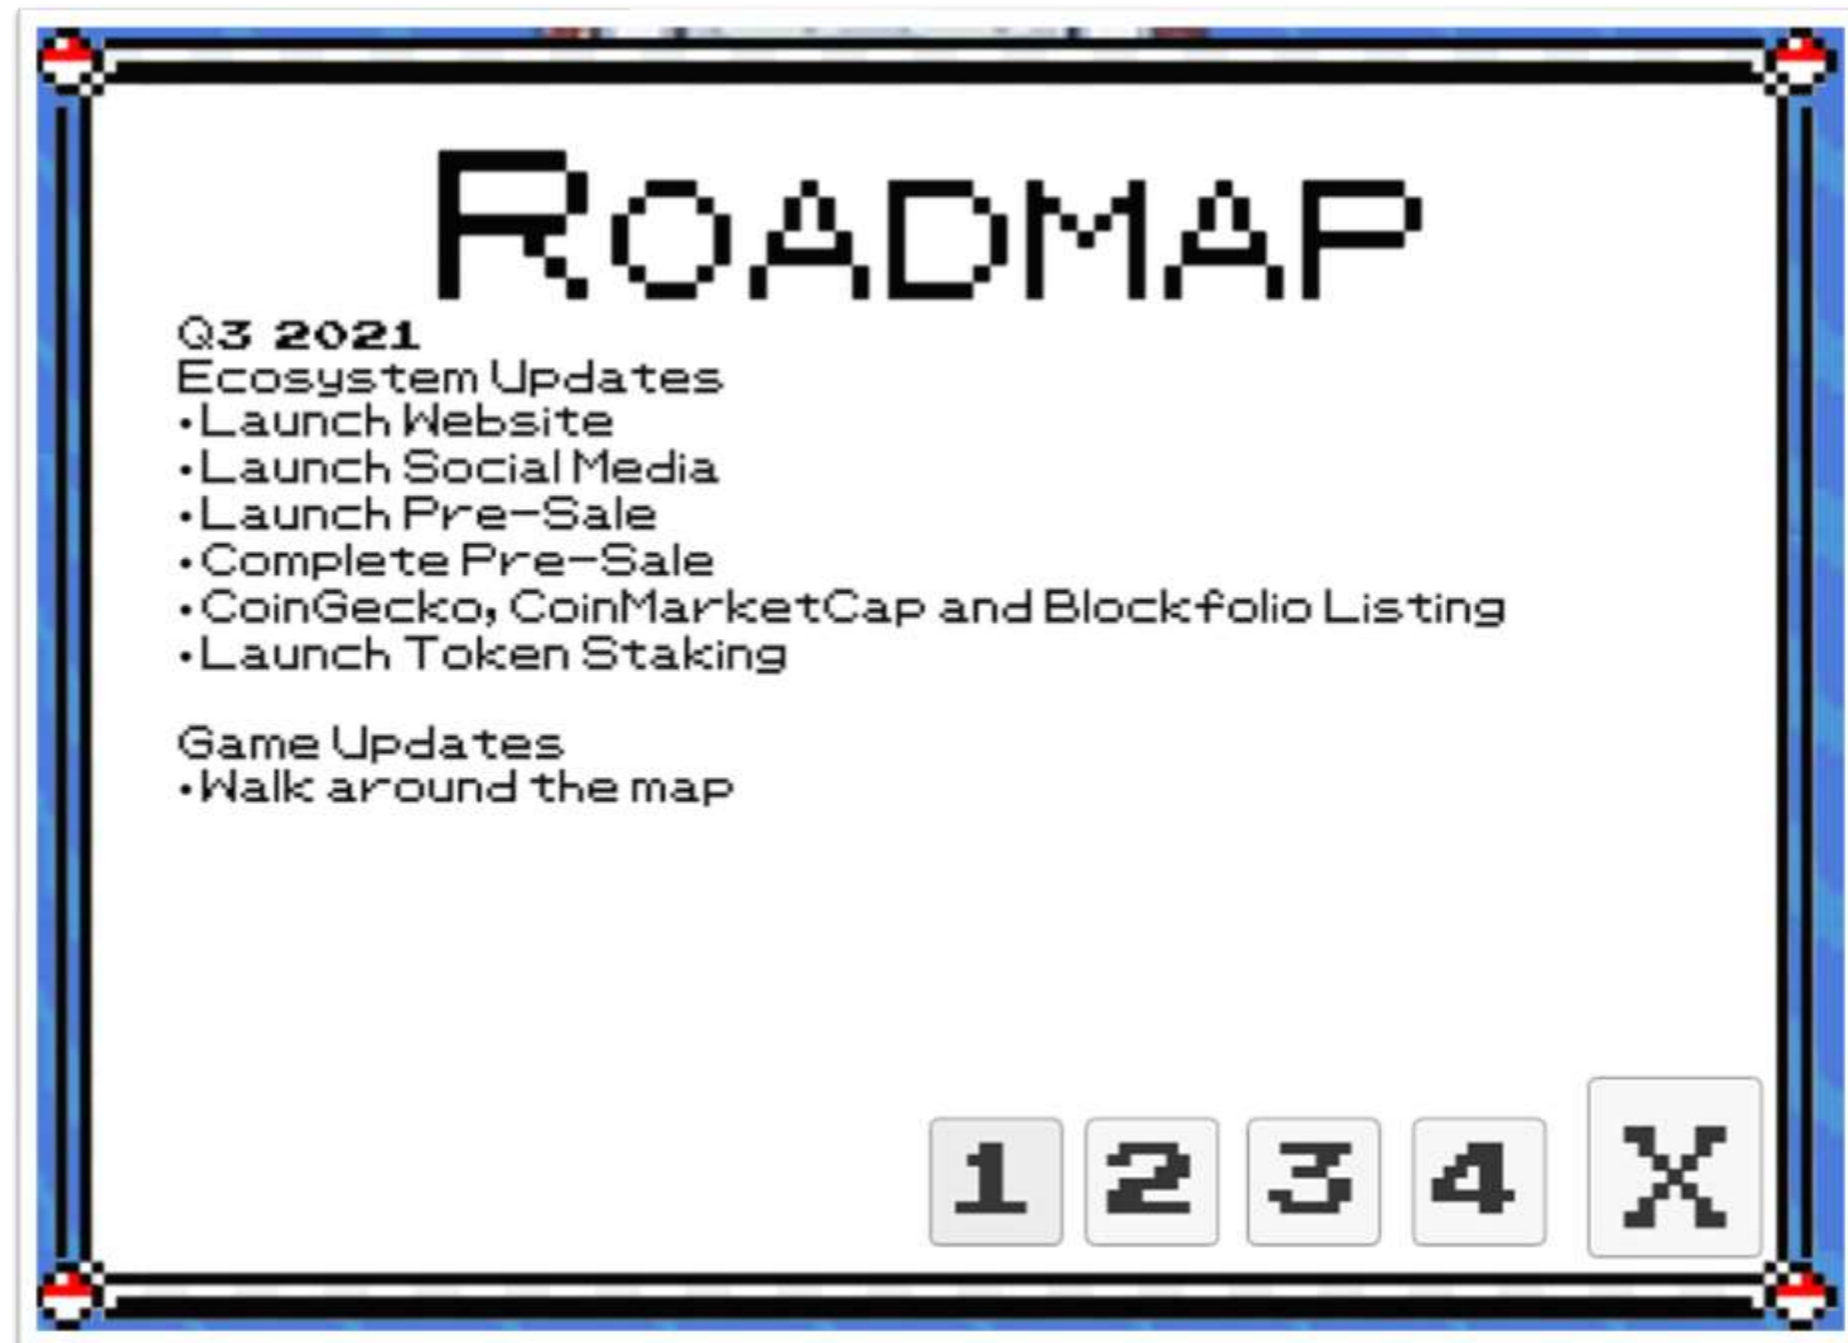 Roadmap
Q3 2021
Ecosystem Updates
•Launch Website
•Launch Social Media
•Launch Pre-Sale
•Complete Pre-Sale
•CoinGecko, CoinMarketCap and Blockfolio Listing
•Launch Token Staking
Game Updates
•Walk around the map
1 2 3 4 X